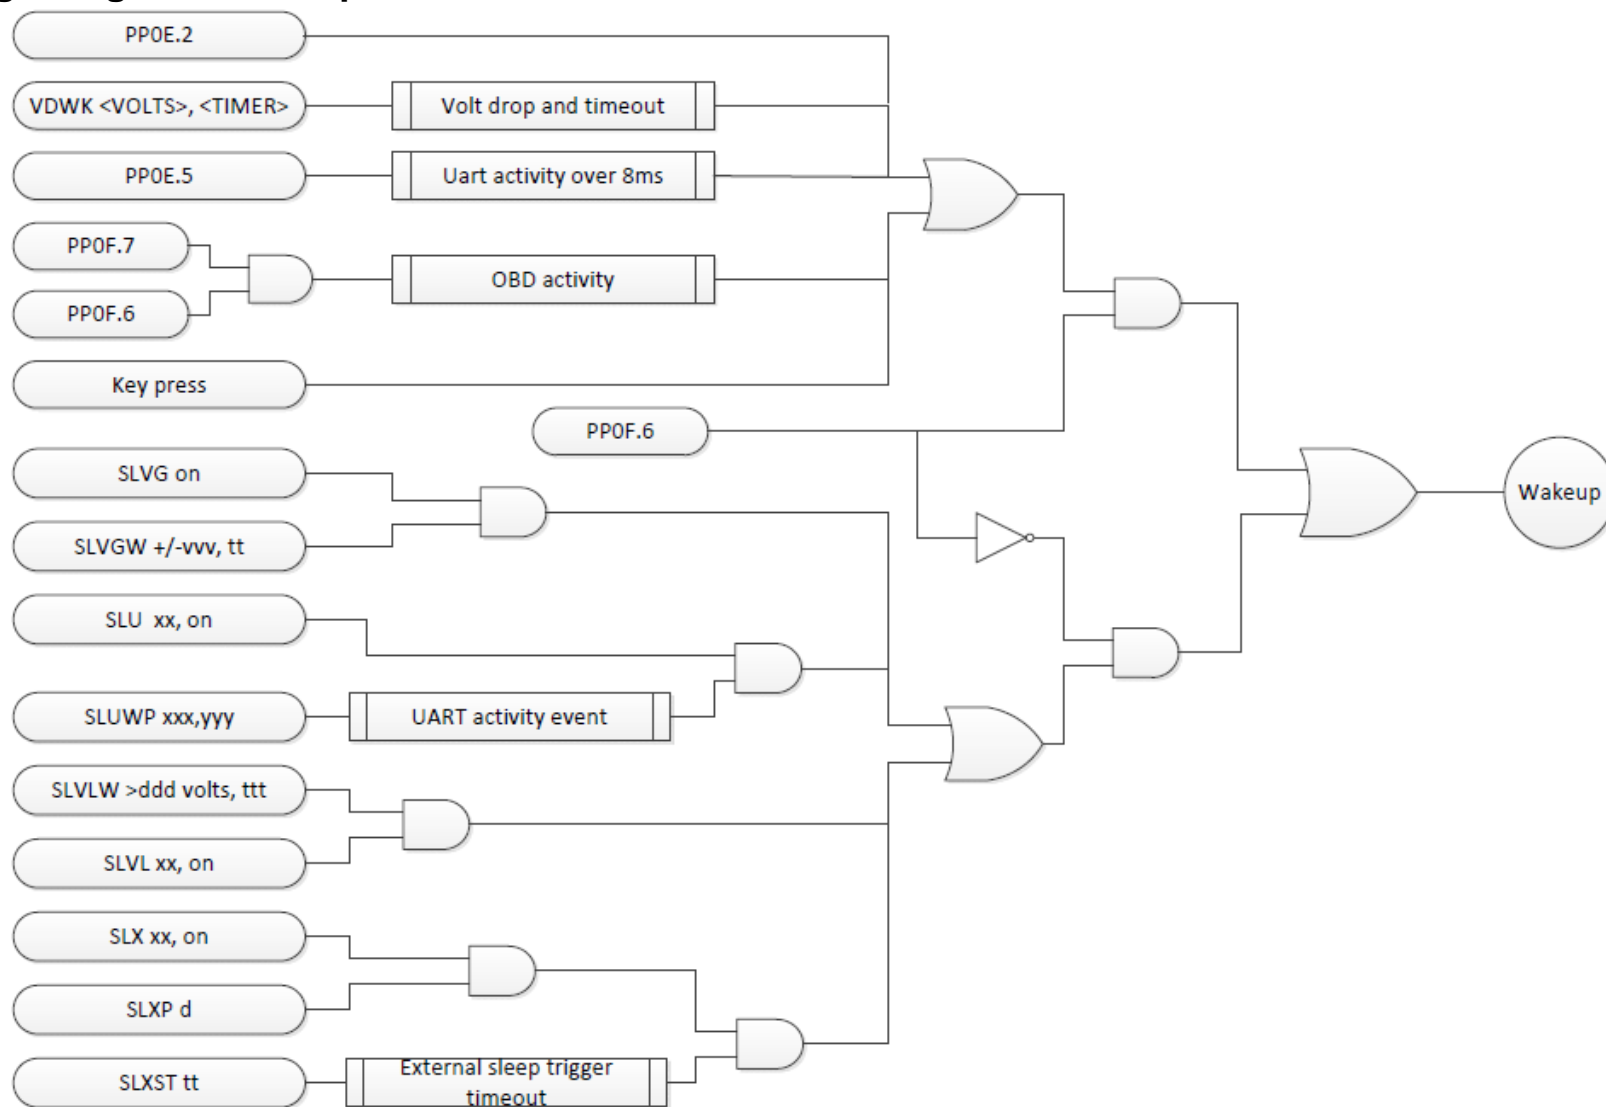 PP0E.2
VDWK <VOLTS>, <TIMER>
Volt drop and timeout
PP0E.5
Uart activity over 8ms
PP0F.7
PP0F.6
OBD activity
Key press
PP0F.6
SLVG on
SLVGW +/-vvv, tt
Wakeup
SLU  xx, on
SLUWP xxx,yyy
UART activity event
SLVLW >ddd volts, ttt
SLVL xx, on
SLX xx, on
SLXP d
SLXST tt
External sleep trigger
timeout